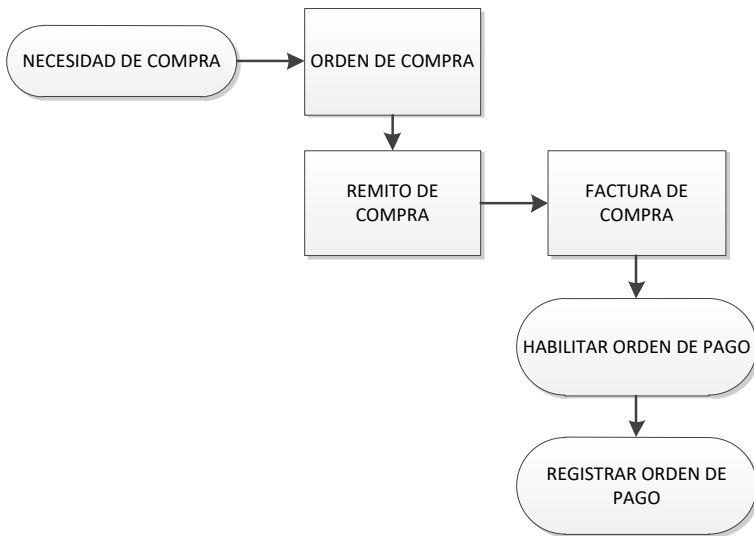 NECESIDAD DE COMPRA
ORDEN DE COMPRA
REMITO DE
COMPRA
FACTURA DE
COMPRA
HABILITAR ORDEN DE PAGO
REGISTRAR ORDEN DE
PAGO